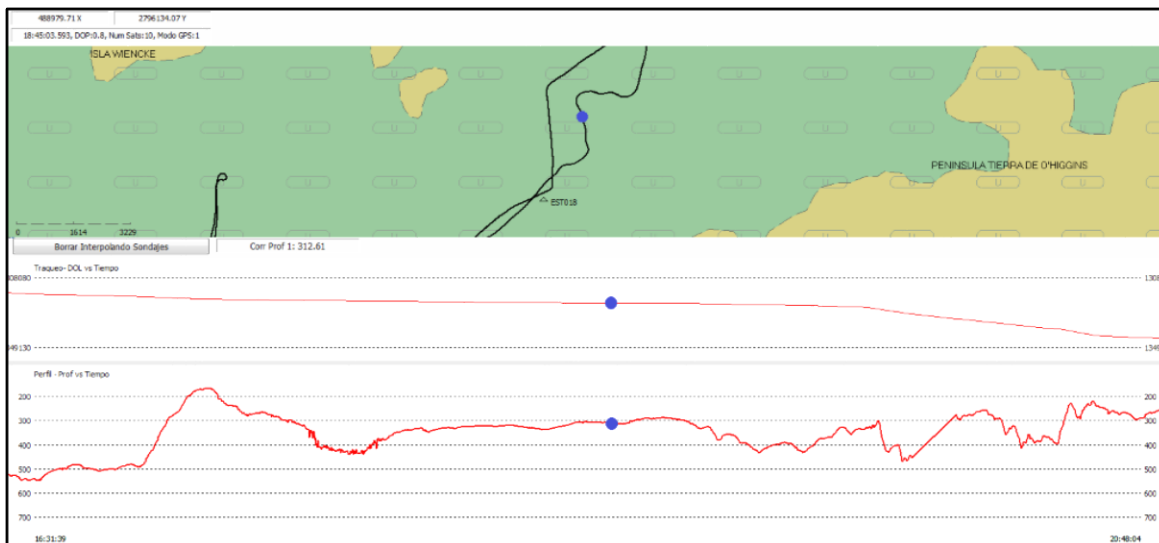 488979.71 X 2796134.07 Y
18:45:03.593, DOP:0.8, Num Sats:10, Modo GPS:1
ISLA WIENCKE
U U U U U U U U U U U U U
U U U U U U U U U U U U
PENINSULA TIERRA DE O'HIGGINS
U U U U U U U U U U U U U
EST018
0 1614 3229
Borrar Interpolando Sondajes Corr Prof 1: 312.61
Traqueo- DOL vs Tiempo
08080 1308
049130 1349
Perfil - Prof vs Tiempo
200 200
300 300
400 400
500 500
600 600
700 700
16:31:39 20:48:04